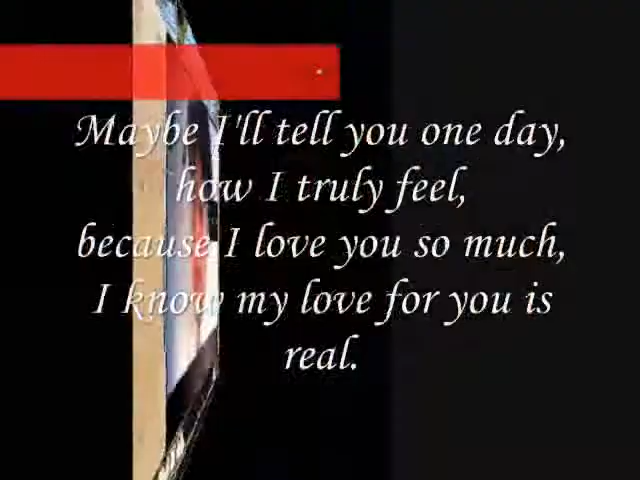 Maybe I'll tell you one day,
how I truly feel,
because I love you so much,
I know my love for you is
real.